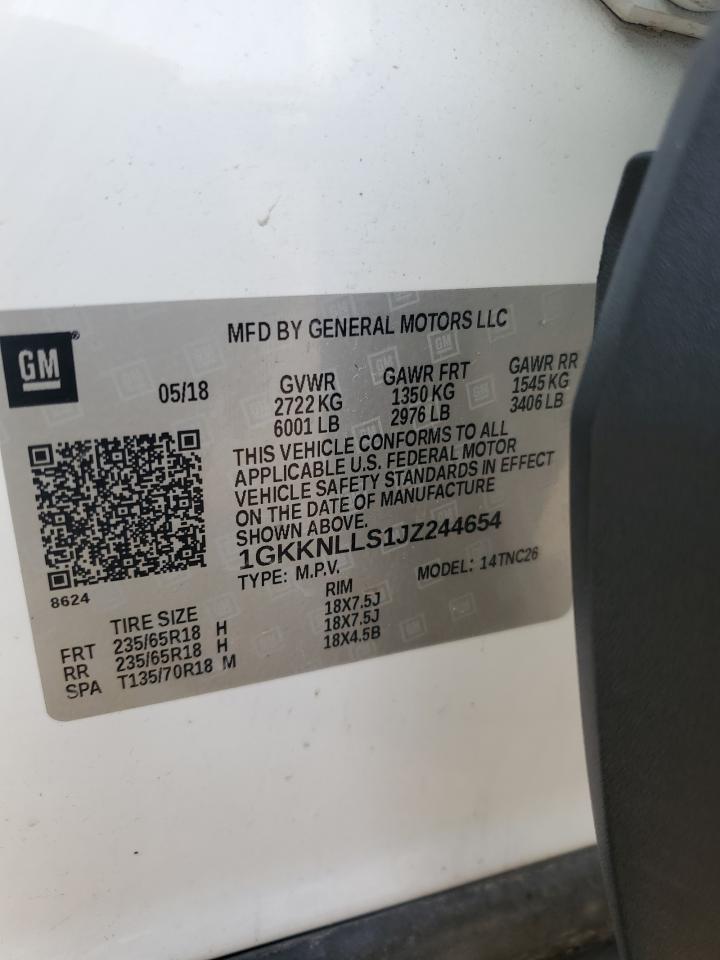 GM®
MFD BY GENERAL MOTORS LLC
05/18
GVWR
2722 KG
6001 LB
GAWR FRT
1350 KG
2976 LB
GAWR RR
1545 KG
3406 LB
THIS VEHICLE CONFORMS TO ALL
APPLICABLE U.S. FEDERAL MOTOR
VEHICLE SAFETY STANDARDS IN EFFECT
ON THE DATE OF MANUFACTURE
SHOWN ABOVE.
1GKKNLLS1JZ244654
TYPE: M.P.V.
MODEL: 14TNC26
8624
TIRE SIZE RIM
FRT 235/65R18 H 18X7.5J
RR 235/65R18 H 18X7.5J
SPA T135/70R18 M 18X4.5B